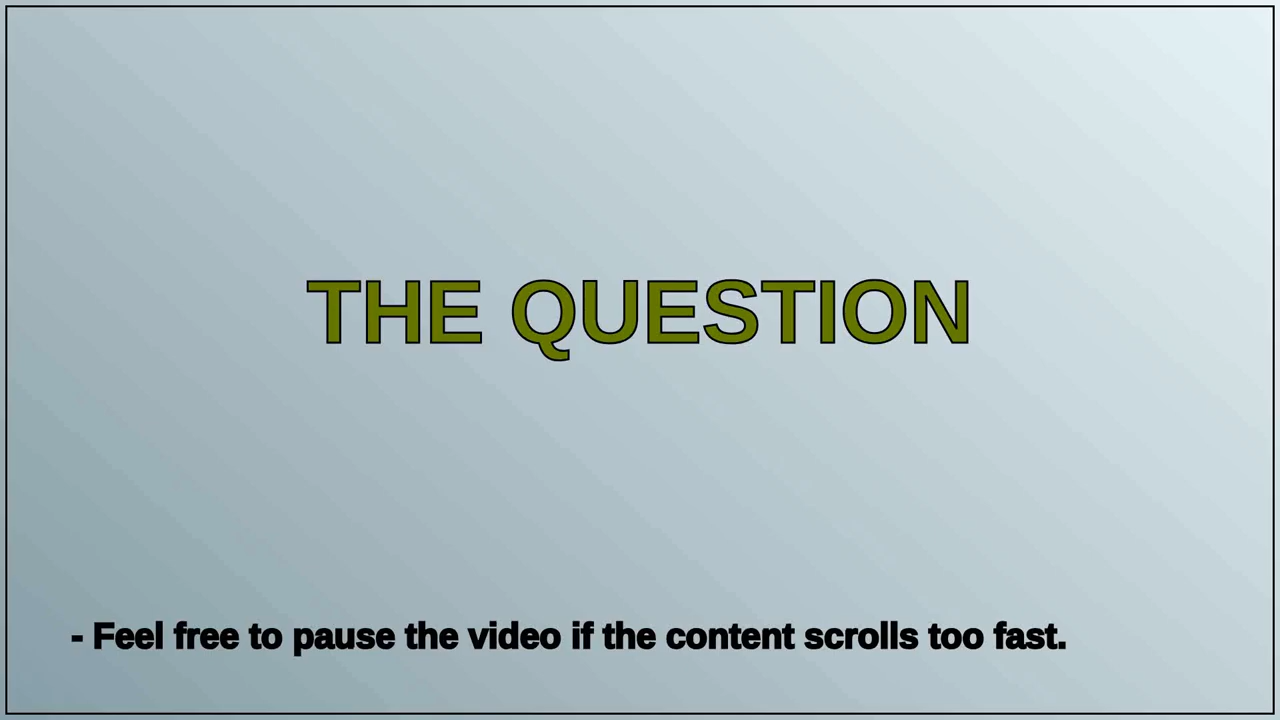 THE QUESTION
- Feel free to pause the video if the content scrolls too fast.